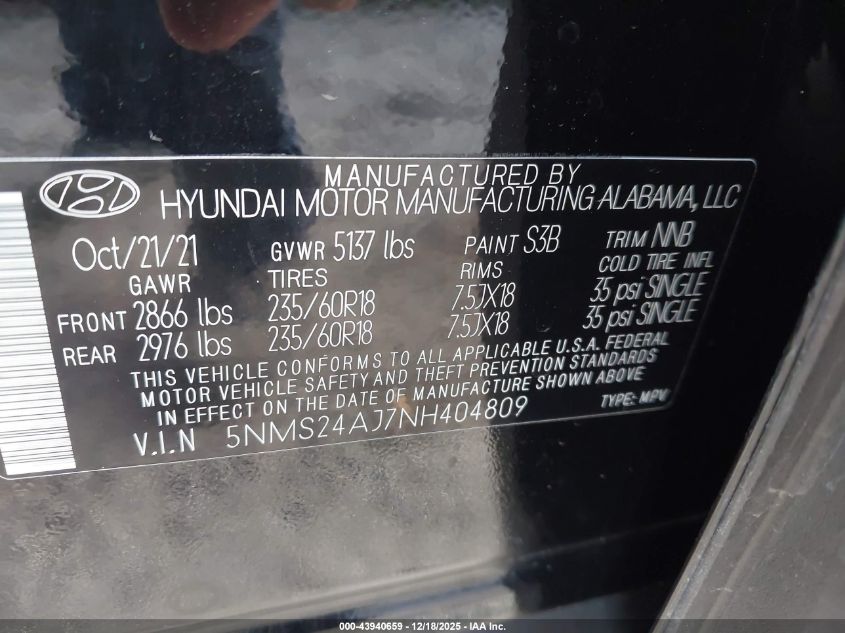 MANUFACTURED BY
HYUNDAI MOTOR MANUFACTURING ALABAMA, LLC
Oct/21/21 GVWR 5137 lbs PAINT S3B TRIM NNB
GAWR TIRES RIMS COLD TIRE INFL
FRONT 2866 lbs 235/60R18 7.5JX18 35 psi SINGLE
REAR 2976 lbs 235/60R18 7.5JX18 35 psi SINGLE
THIS VEHICLE CONFORMS TO ALL APPLICABLE U.S.A. FEDERAL
MOTOR VEHICLE SAFETY AND THEFT PREVENTION STANDARDS
IN EFFECT ON THE DATE OF MANUFACTURE SHOWN ABOVE
V.I.N 5NMS24AJ7NH404809 TYPE: MPV
000-43940659 - 12/18/2025 - IAA Inc.